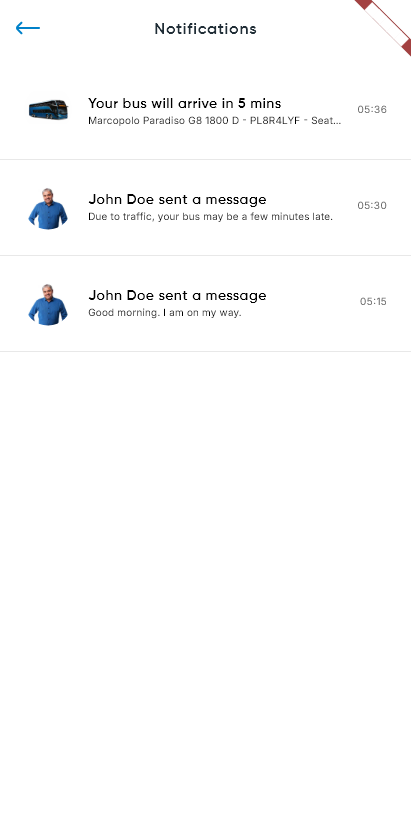 Notifications
Your bus will arrive in 5 mins
Marcopolo Paradiso G8 1800 D - PL8R4LYF - Seat...
05:36
John Doe sent a message
Due to traffic, your bus may be a few minutes late.
05:30
John Doe sent a message
Good morning. I am on my way.
05:15